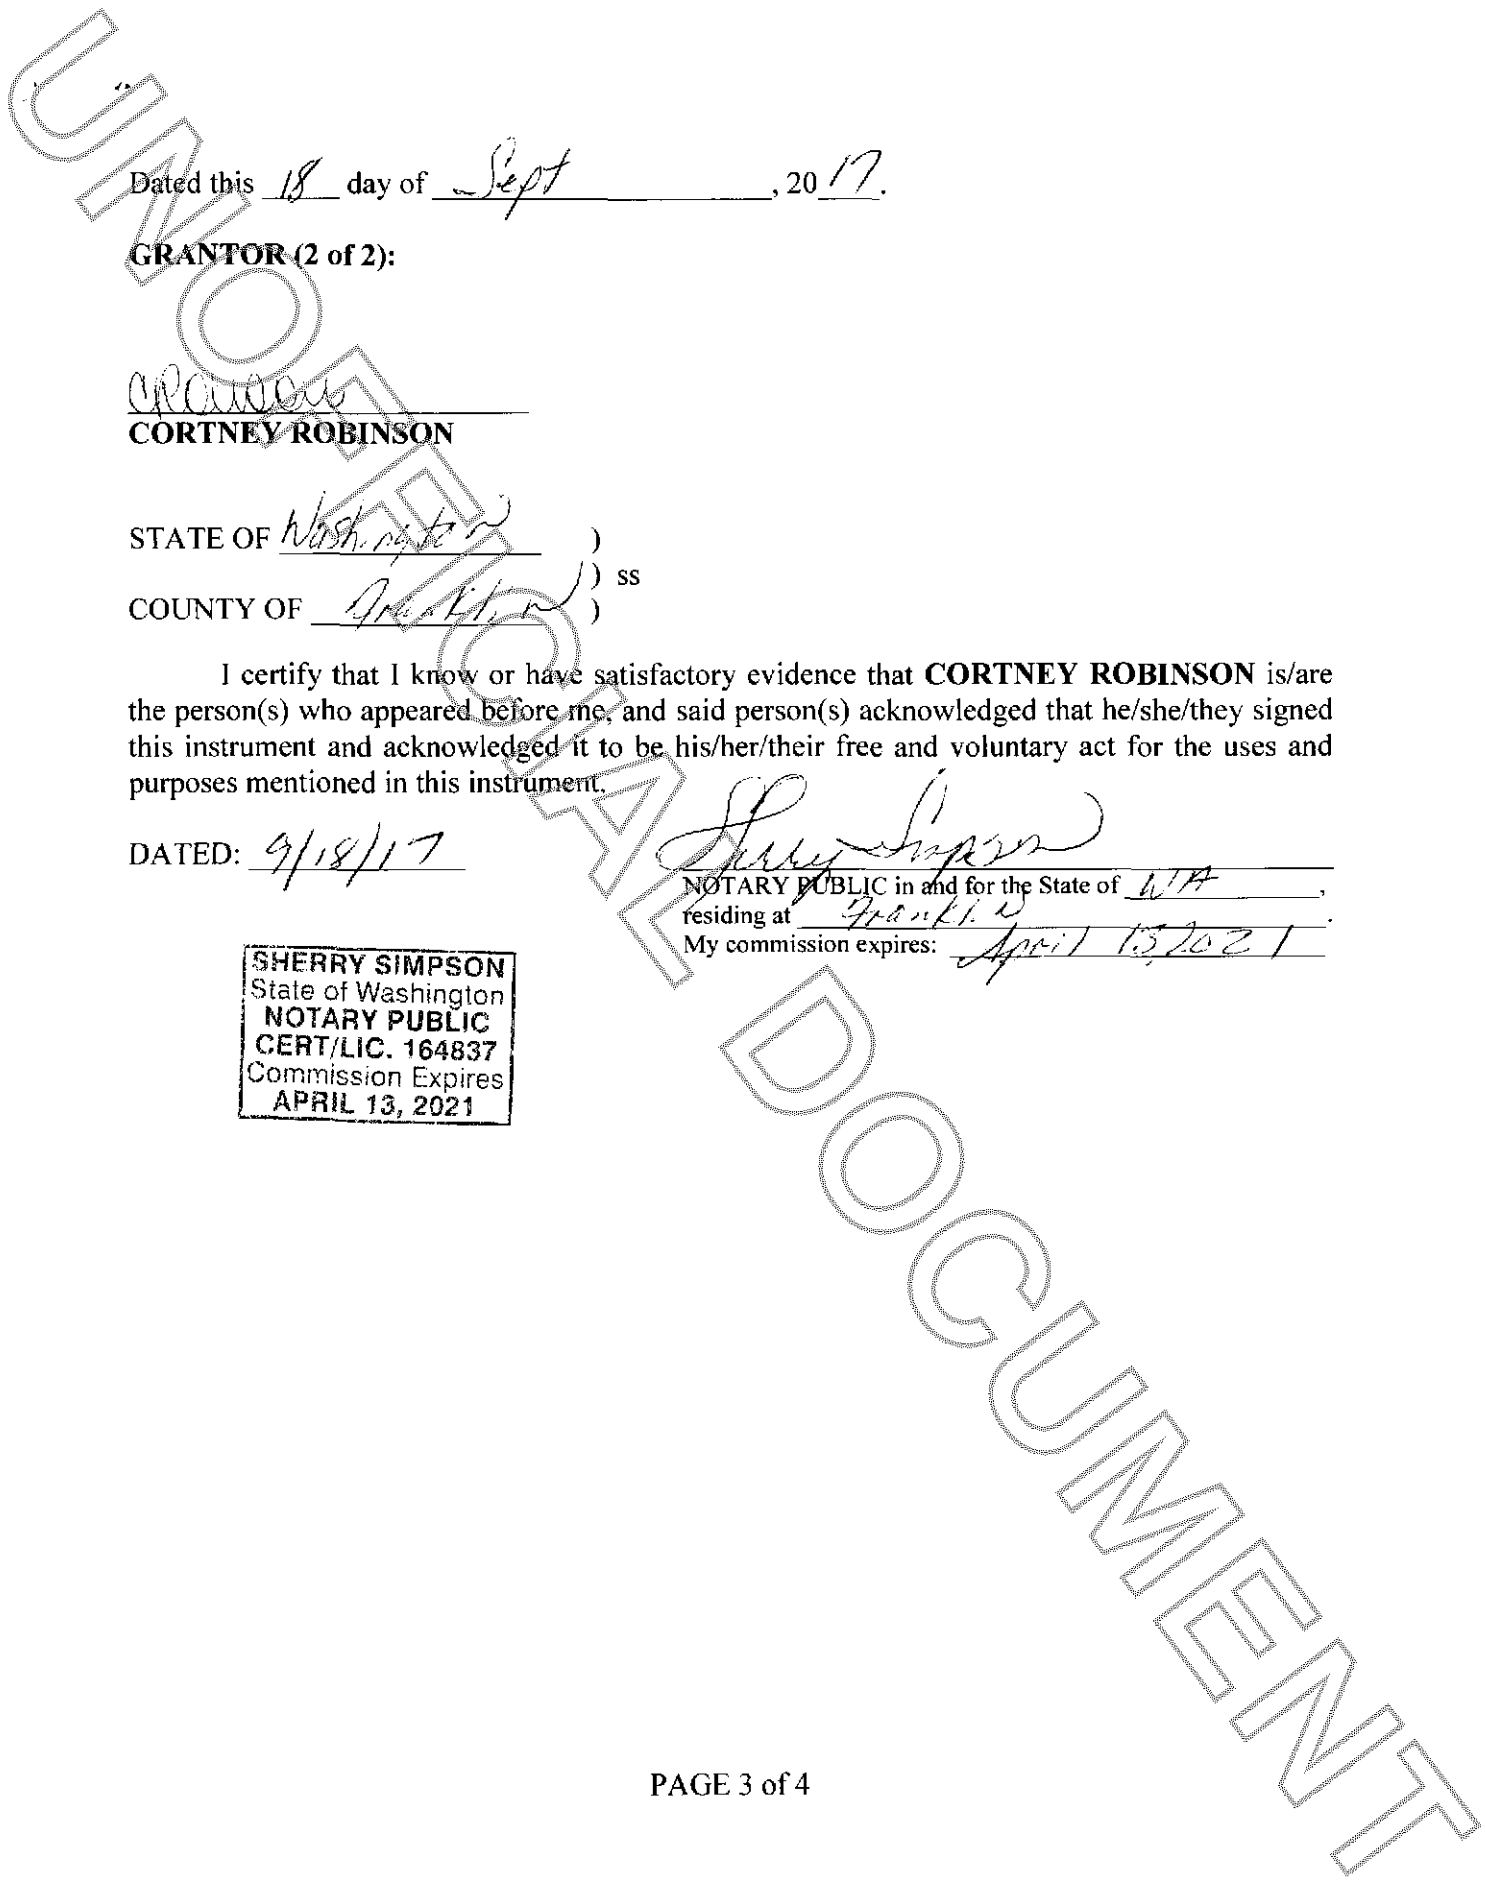 Dated this 18 day of Sept, 2017.
GRANTOR (2 of 2):
CORTNEY ROBINSON
STATE OF Washington )
) ss
COUNTY OF Franklin )
I certify that I know or have satisfactory evidence that CORTNEY ROBINSON is/are
the person(s) who appeared before me, and said person(s) acknowledged that he/she/they signed
this instrument and acknowledged it to be his/her/their free and voluntary act for the uses and
purposes mentioned in this instrument.
DATED: 9/18/17
Sherry Simpson
NOTARY PUBLIC in and for the State of WA,
residing at Franklin.
My commission expires: April 13, 2021
SHERRY SIMPSON
State of Washington
NOTARY PUBLIC
CERT/LIC. 164837
Commission Expires
APRIL 13, 2021
PAGE 3 of 4
UNOFFICIAL DOCUMENT